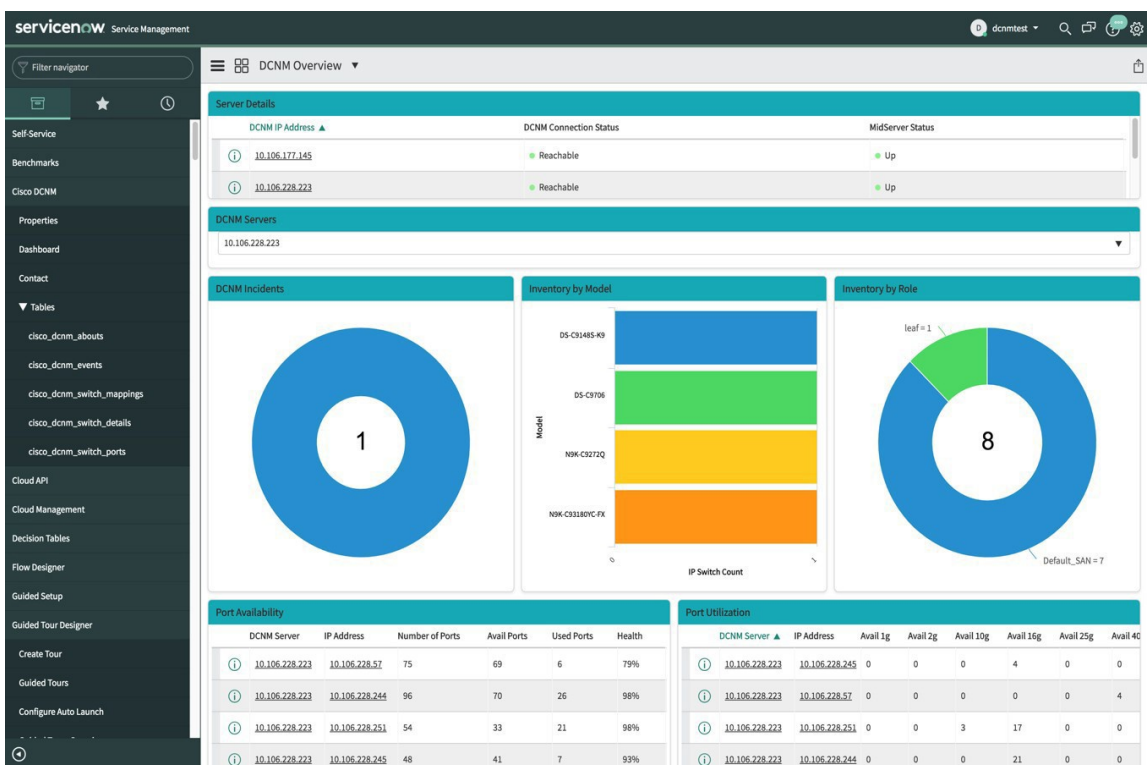 servicenow Service Management
dcnmtest
Filter navigator
DCNM Overview
Self-Service
Benchmarks
Cisco DCNM
Properties
Dashboard
Contact
Tables
cisco_dcnm_abouts
cisco_dcnm_events
cisco_dcnm_switch_mappings
cisco_dcnm_switch_details
cisco_dcnm_switch_ports
Cloud API
Cloud Management
Decision Tables
Flow Designer
Guided Setup
Guided Tour Designer
Create Tour
Guided Tours
Configure Auto Launch
Server Details
DCNM IP Address ▲ DCNM Connection Status MidServer Status
10.106.177.145 Reachable Up
10.106.228.223 Reachable Up
DCNM Servers
10.106.228.223
DCNM Incidents
1
Inventory by Model
Model
DS-C9148S-K9
DS-C9706
N9K-C9272Q
N9K-C93180YC-FX
0 1
IP Switch Count
Inventory by Role
leaf = 1
8
Default_SAN = 7
Port Availability
DCNM Server IP Address Number of Ports Avail Ports Used Ports Health
10.106.228.223 10.106.228.57 75 69 6 79%
10.106.228.223 10.106.228.244 96 70 26 98%
10.106.228.223 10.106.228.251 54 33 21 98%
10.106.228.223 10.106.228.245 48 41 7 93%
Port Utilization
DCNM Server ▲ IP Address Avail 1g Avail 2g Avail 10g Avail 16g Avail 25g Avail 40
10.106.228.223 10.106.228.245 0 0 0 4 0 0
10.106.228.223 10.106.228.57 0 0 0 0 0 4
10.106.228.223 10.106.228.251 0 0 3 17 0 0
10.106.228.223 10.106.228.244 0 0 0 21 0 0